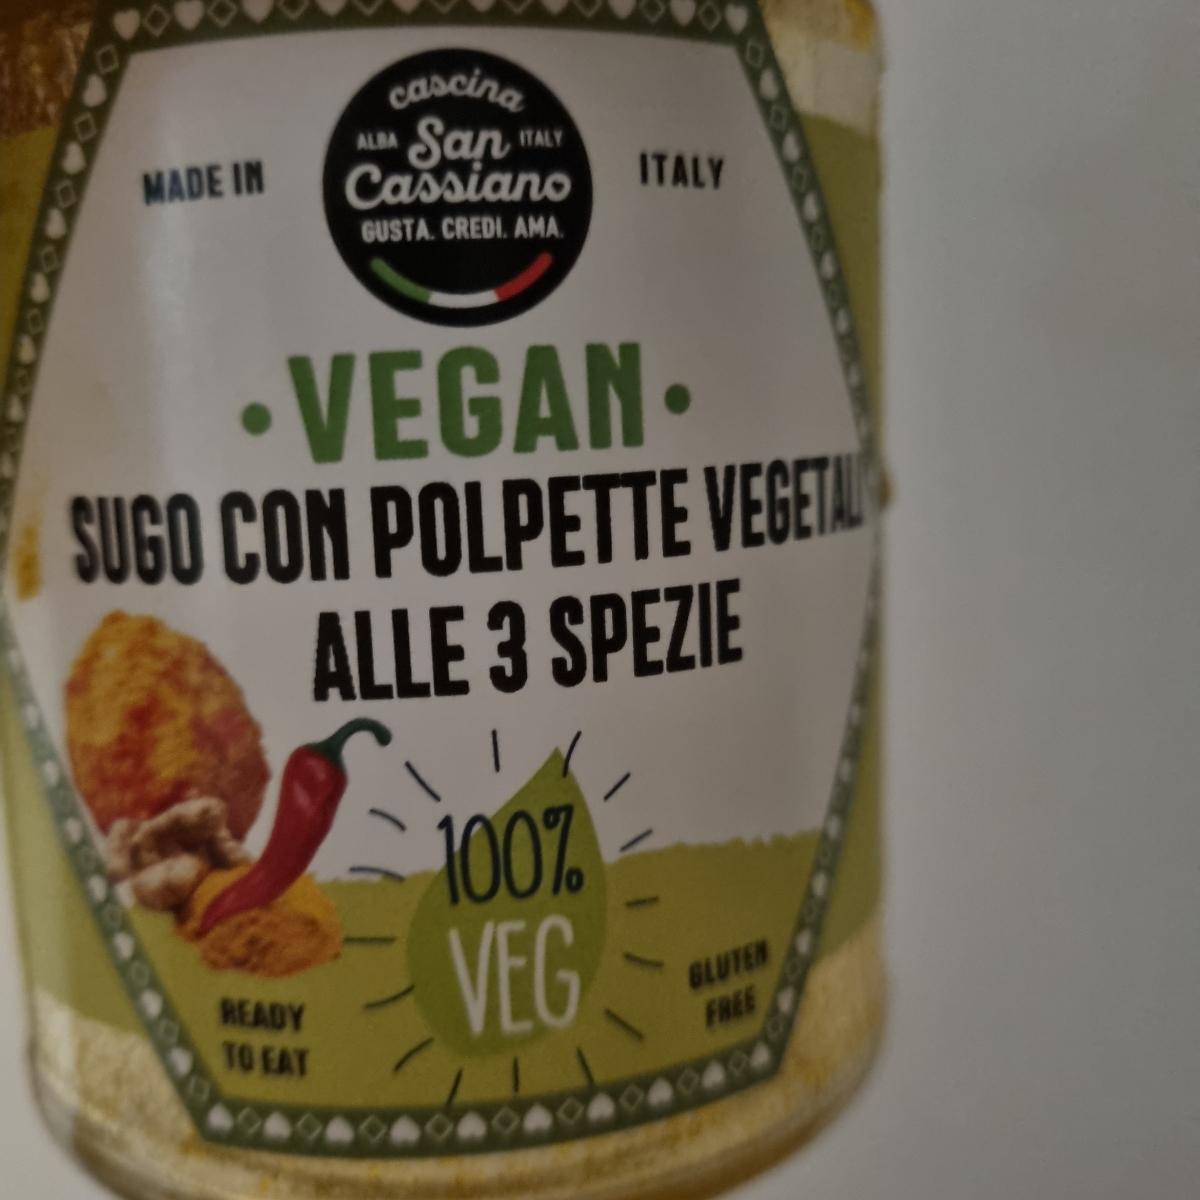 cascina
ALBA San ITALY
Cassiano
GUSTA. CREDI. AMA.
MADE IN ITALY
• VEGAN •
SUGO CON POLPETTE VEGETALI
ALLE 3 SPEZIE
100%
VEG
READY
TO EAT
GLUTEN
FREE